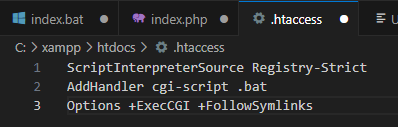 index.bat index.php .htaccess
C: > xampp > htdocs > .htaccess
1 ScriptInterpreterSource Registry-Strict
2 AddHandler cgi-script .bat
3 Options +ExecCGI +FollowSymlinks